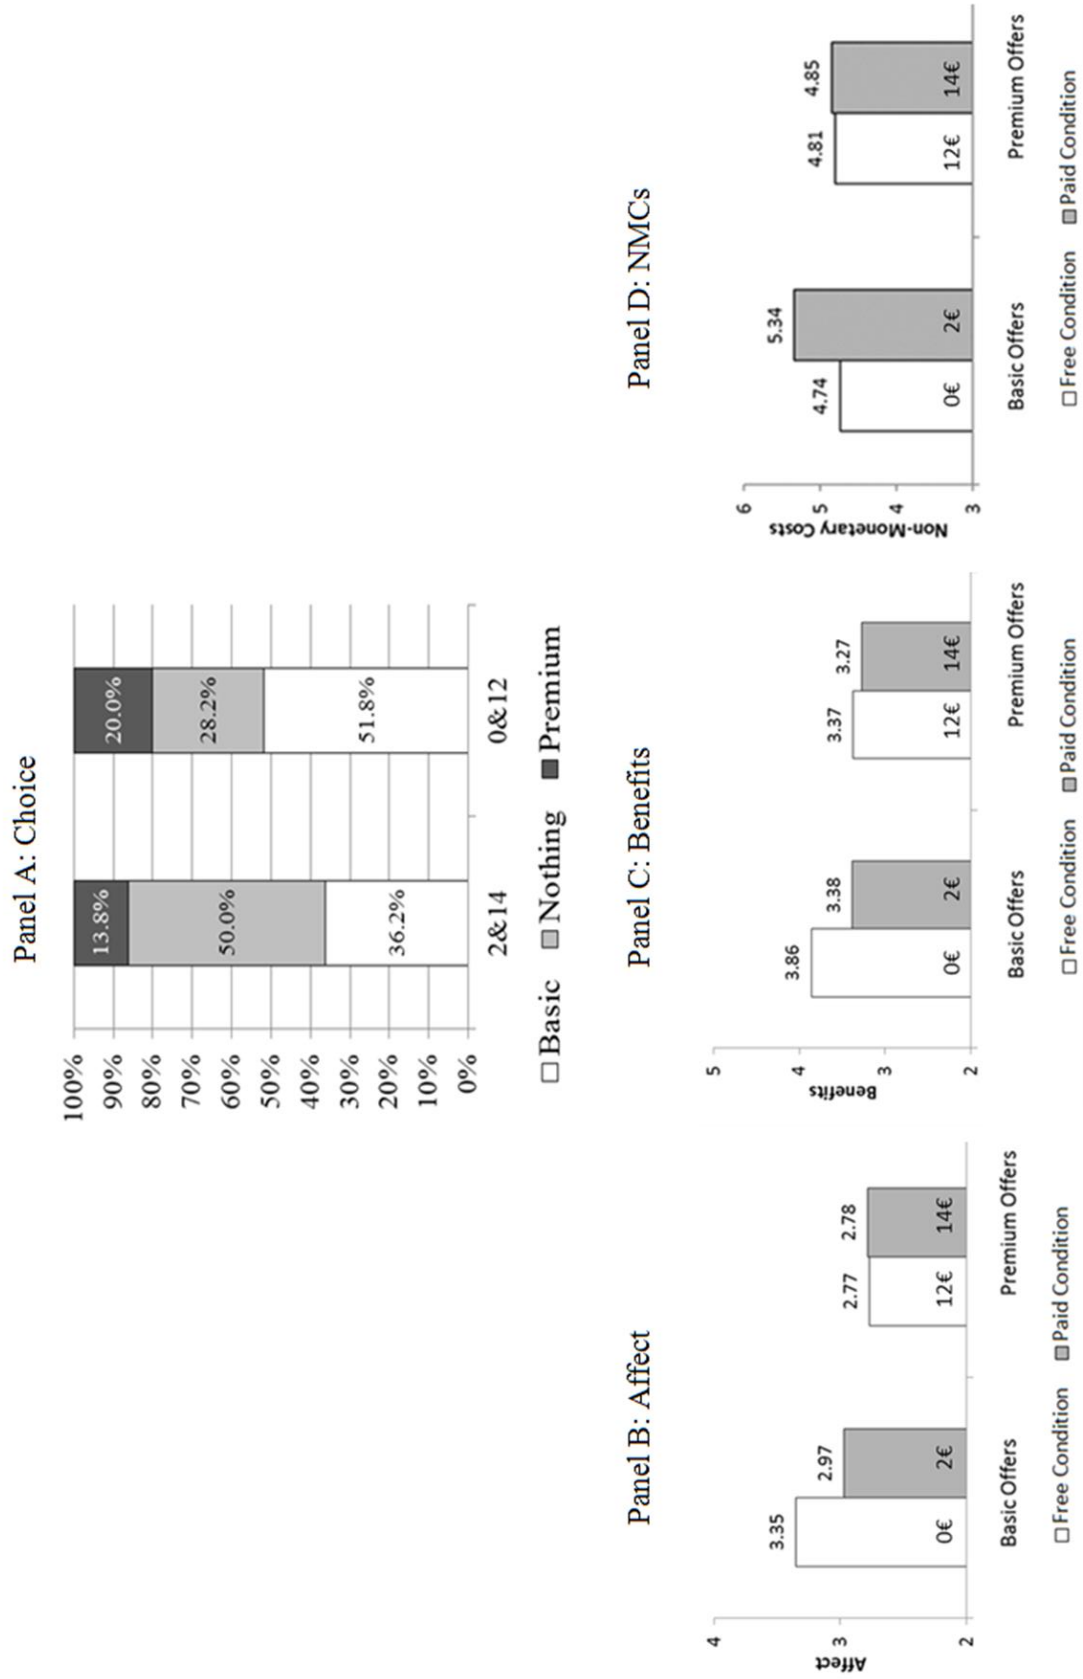 Panel A: Choice
100%
90%
80%
70%
60%
50%
40%
30%
20%
10%
0%
13.8%
50.0%
36.2%
20.0%
28.2%
51.8%
2&14
0&12
Basic
Nothing
Premium
Panel B: Affect
4
3
2
Affect
3.35
2.97
2.77
2.78
0€
2€
12€
14€
Basic Offers
Premium Offers
Free Condition
Paid Condition
Panel C: Benefits
5
4
3
2
Benefits
3.86
3.38
3.37
3.27
0€
2€
12€
14€
Basic Offers
Premium Offers
Free Condition
Paid Condition
Panel D: NMCs
6
5
4
3
Non-Monetary Costs
4.74
5.34
4.81
4.85
0€
2€
12€
14€
Basic Offers
Premium Offers
Free Condition
Paid Condition